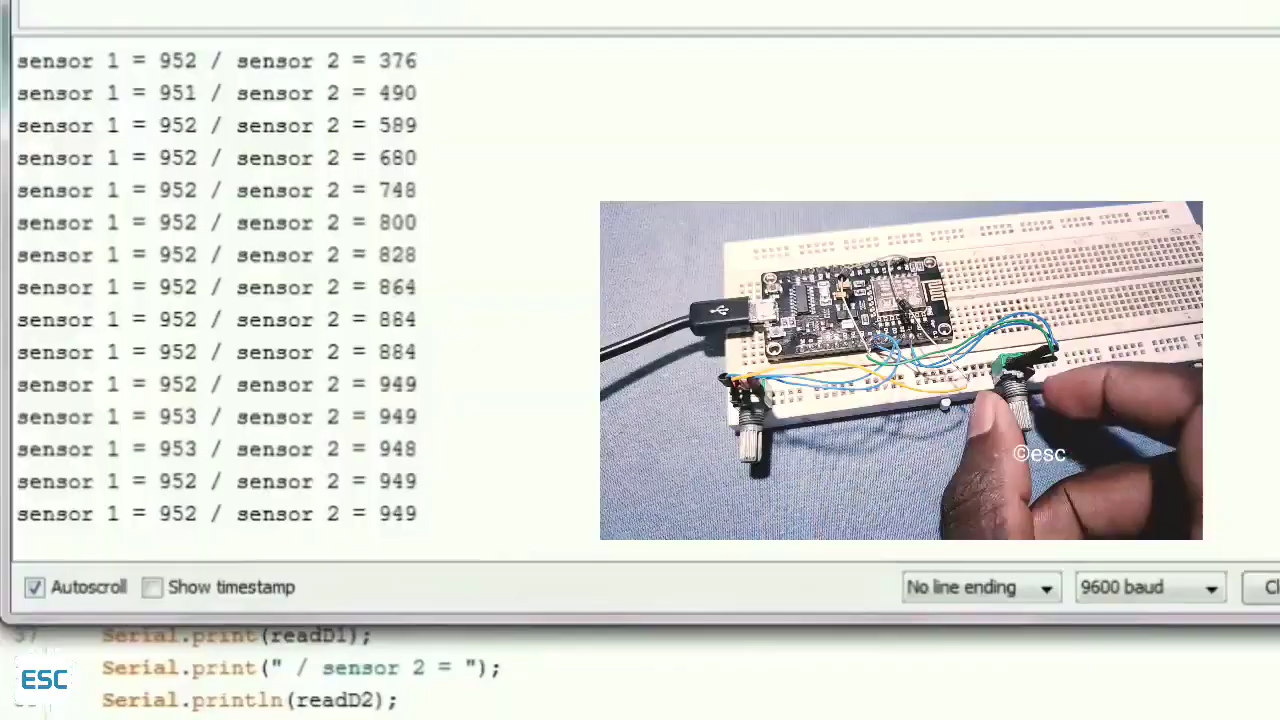 sensor 1 = 952 / sensor 2 = 376
sensor 1 = 951 / sensor 2 = 490
sensor 1 = 952 / sensor 2 = 589
sensor 1 = 952 / sensor 2 = 680
sensor 1 = 952 / sensor 2 = 748
sensor 1 = 952 / sensor 2 = 800
sensor 1 = 952 / sensor 2 = 828
sensor 1 = 952 / sensor 2 = 864
sensor 1 = 952 / sensor 2 = 884
sensor 1 = 952 / sensor 2 = 884
sensor 1 = 952 / sensor 2 = 949
sensor 1 = 953 / sensor 2 = 949
sensor 1 = 953 / sensor 2 = 948
sensor 1 = 952 / sensor 2 = 949
sensor 1 = 952 / sensor 2 = 949
©esc
Autoscroll Show timestamp No line ending 9600 baud
37 Serial.print(readD1);
Serial.print(" / sensor 2 = ");
Serial.println(readD2);
ESC